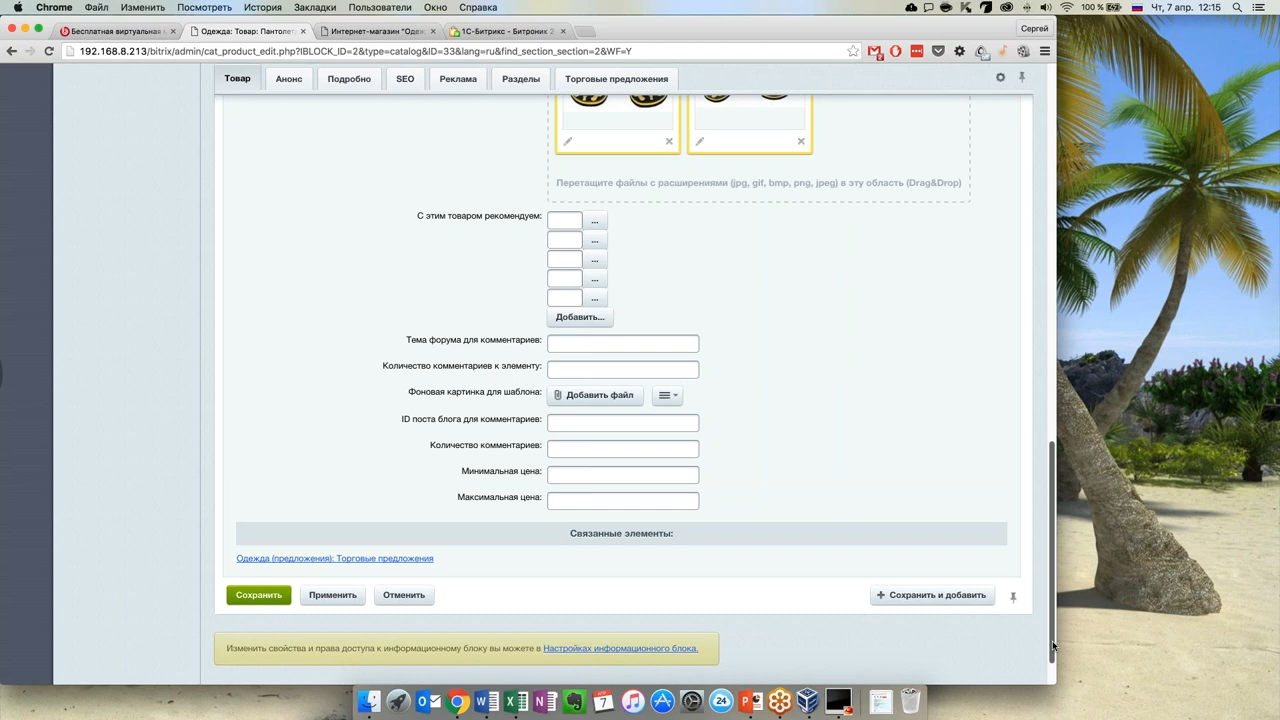 Chrome Файл Изменить Посмотреть История Закладки Пользователи Окно Справка 100 % Чт, 7 апр. 12:15
Бесплатная виртуальная м Одежда: Товар: Пантолет Интернет-магазин "Одеж 1С-Битрикс - Битроник 2 Сергей
192.168.8.213/bitrix/admin/cat_product_edit.php?IBLOCK_ID=2&type=catalog&ID=33&lang=ru&find_section_section=2&WF=Y
Товар Анонс Подробно SEO Реклама Разделы Торговые предложения
Перетащите файлы с расширениями (jpg, gif, bmp, png, jpeg) в эту область (Drag&Drop)
С этим товаром рекомендуем: ...
...
...
...
...
Добавить...
Тема форума для комментариев:
Количество комментариев к элементу:
Фоновая картинка для шаблона: Добавить файл
ID поста блога для комментариев:
Количество комментариев:
Минимальная цена:
Максимальная цена:
Связанные элементы:
Одежда (предложения): Торговые предложения
Сохранить Применить Отменить + Сохранить и добавить
Изменить свойства и права доступа к информационному блоку вы можете в Настройках информационного блока.
7 24